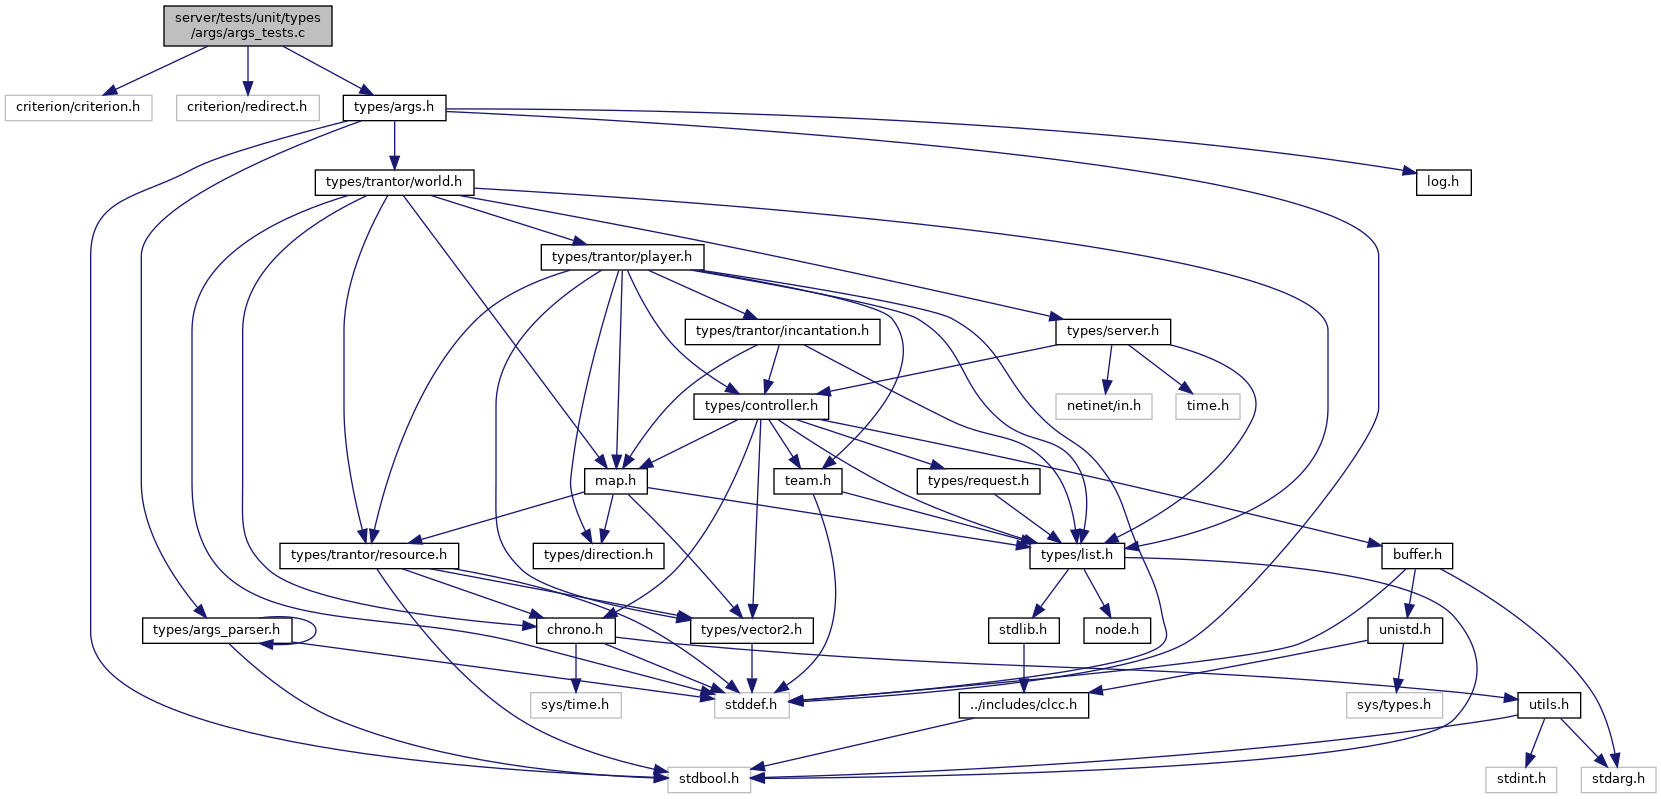 server/tests/unit/types
/args/args_tests.c
criterion/criterion.h
criterion/redirect.h
types/args.h
types/trantor/world.h
log.h
types/trantor/player.h
types/trantor/incantation.h
types/server.h
types/controller.h
netinet/in.h
time.h
map.h
team.h
types/request.h
types/trantor/resource.h
types/direction.h
types/list.h
buffer.h
types/args_parser.h
chrono.h
types/vector2.h
stdlib.h
node.h
unistd.h
sys/time.h
stddef.h
../includes/clcc.h
sys/types.h
utils.h
stdbool.h
stdint.h
stdarg.h